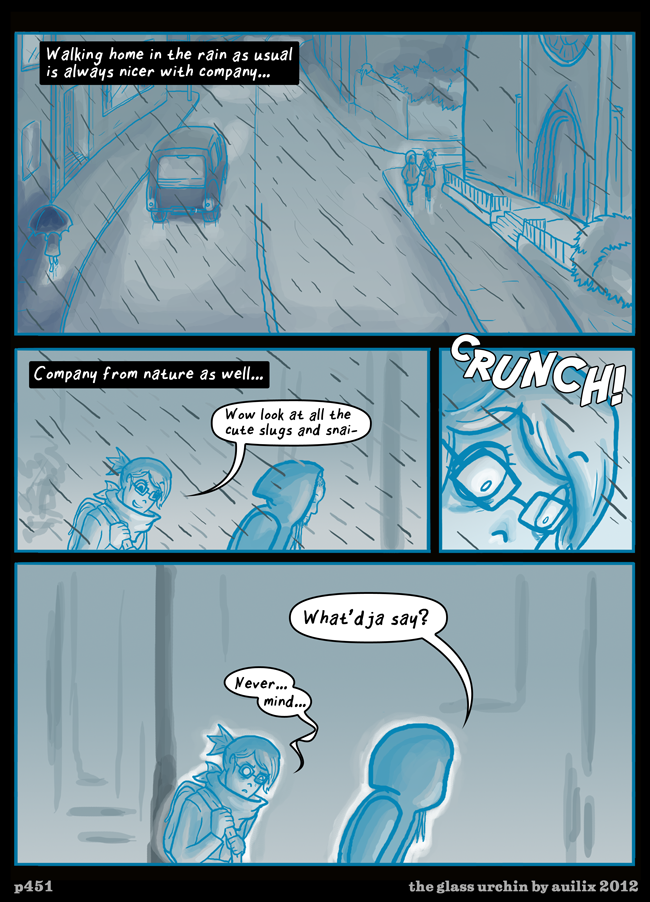 Walking home in the rain as usual
is always nicer with company...
Company from nature as well...
Wow look at all the
cute slugs and snai-
CRUNCH!
What'dja say?
Never...
mind...
p451
the glass urchin by auilix 2012